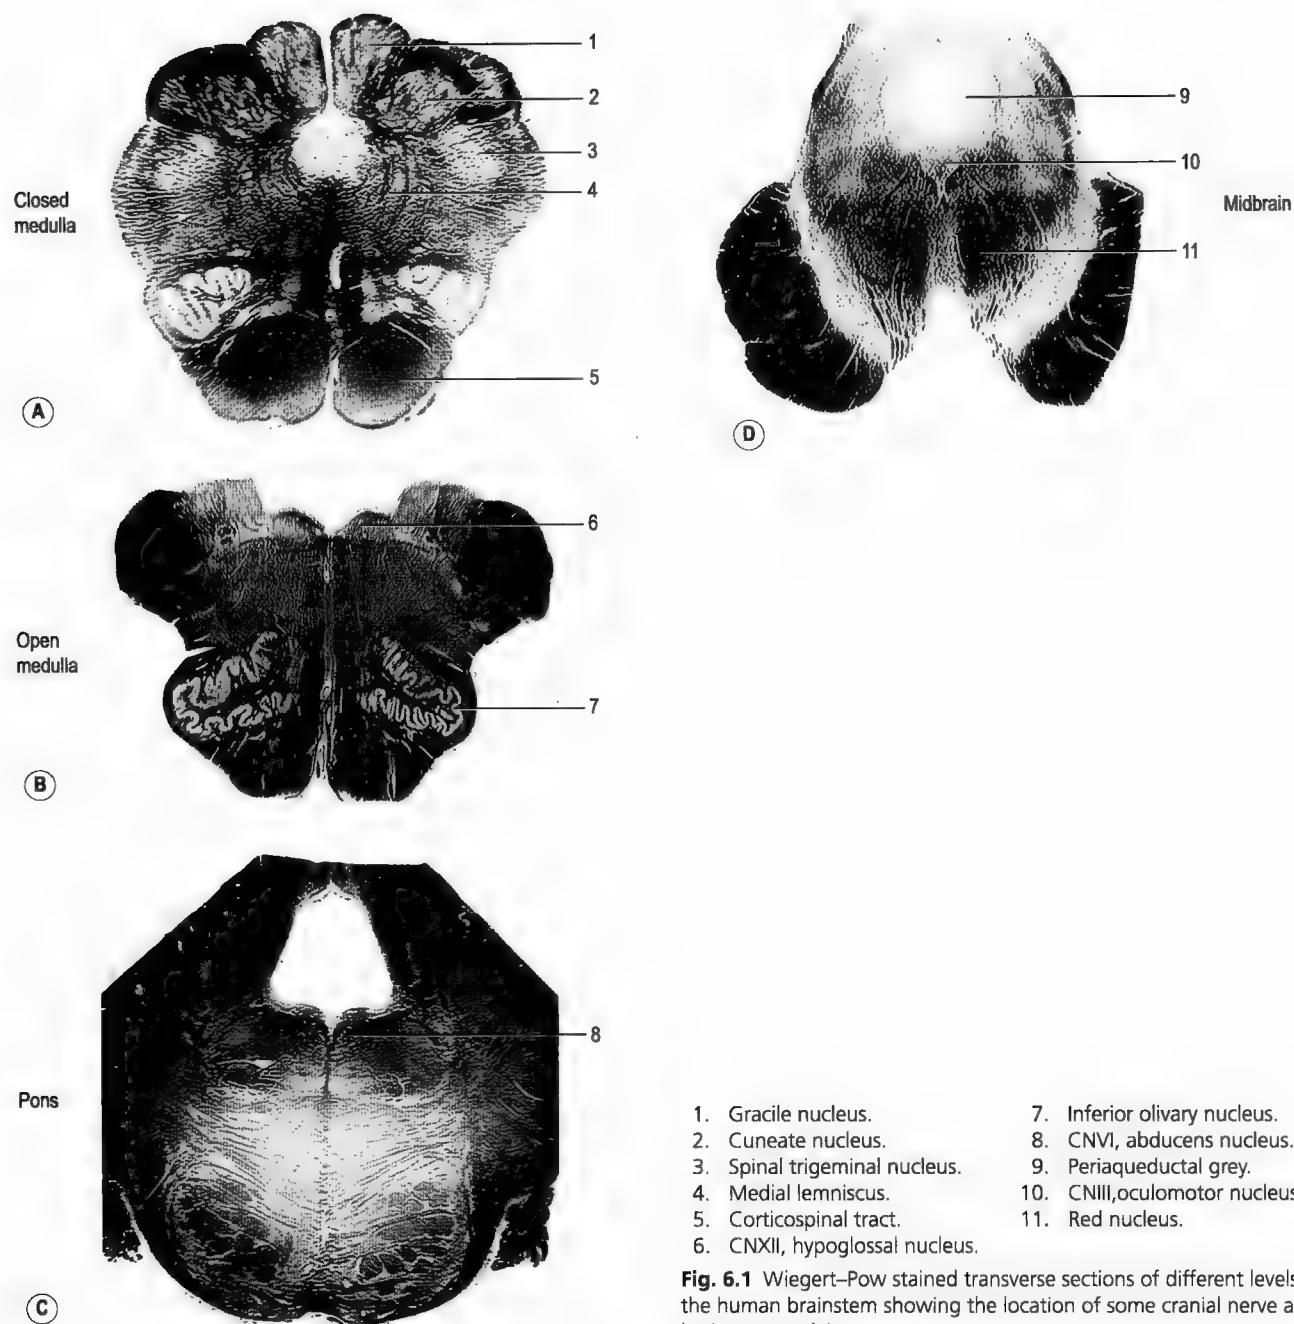 1
2
3
4
5
Closed
medulla
A
9
10
11
Midbrain
D
6
7
Open
medulla
B
8
Pons
C
1. Gracile nucleus.
2. Cuneate nucleus.
3. Spinal trigeminal nucleus.
4. Medial lemniscus.
5. Corticospinal tract.
6. CNXII, hypoglossal nucleus.
7. Inferior olivary nucleus.
8. CNVI, abducens nucleus.
9. Periaqueductal grey.
10. CNIII,oculomotor nucleus
11. Red nucleus.
Fig. 6.1 Wiegert–Pow stained transverse sections of different levels
the human brainstem showing the location of some cranial nerve a